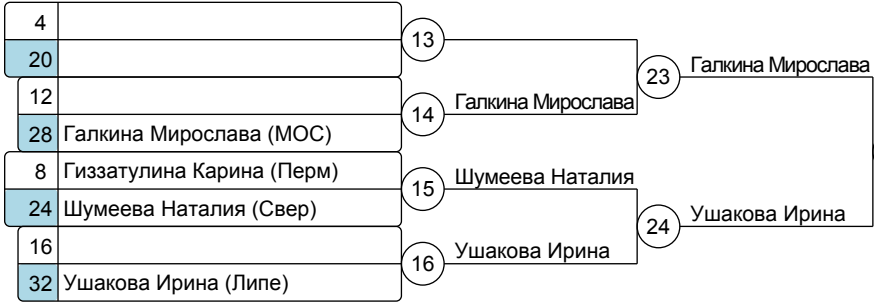 4
13
20
23 Галкина Мирослава
12
14 Галкина Мирослава
28 Галкина Мирослава (МОС)
8 Гиззатулина Карина (Перм)
15 Шумеева Наталия
24 Шумеева Наталия (Свер)
24 Ушакова Ирина
16
16 Ушакова Ирина
32 Ушакова Ирина (Липе)